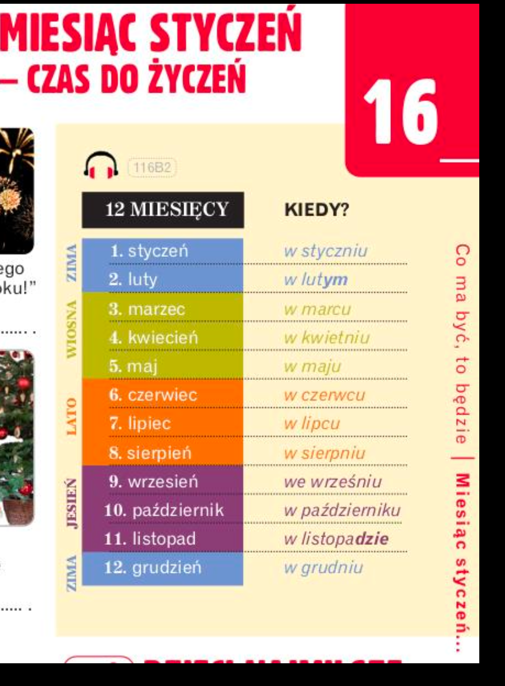 MIESIĄC STYCZEŃ
– CZAS DO ŻYCZEŃ
16
116B2
12 MIESIĘCY KIEDY?
ZIMA
1. styczeń w styczniu
2. luty w lutym
WIOSNA
3. marzec w marcu
4. kwiecień w kwietniu
5. maj w maju
LATO
6. czerwiec w czerwcu
7. lipiec w lipcu
8. sierpień w sierpniu
JESIEŃ
9. wrzesień we wrześniu
10. październik w październiku
11. listopad w listopadzie
ZIMA
12. grudzień w grudniu
Co ma być, to będzie | Miesiąc styczeń...
ego
ku!"